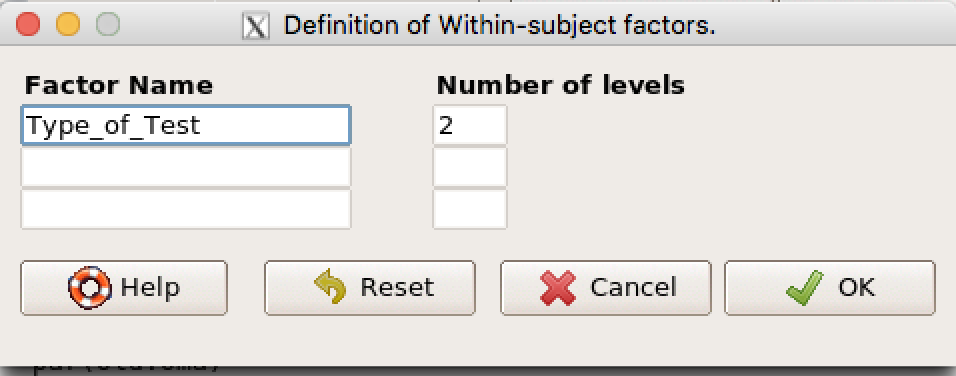 Definition of Within-subject factors.
Factor Name Number of levels
Type_of_Test 2
Help Reset Cancel OK